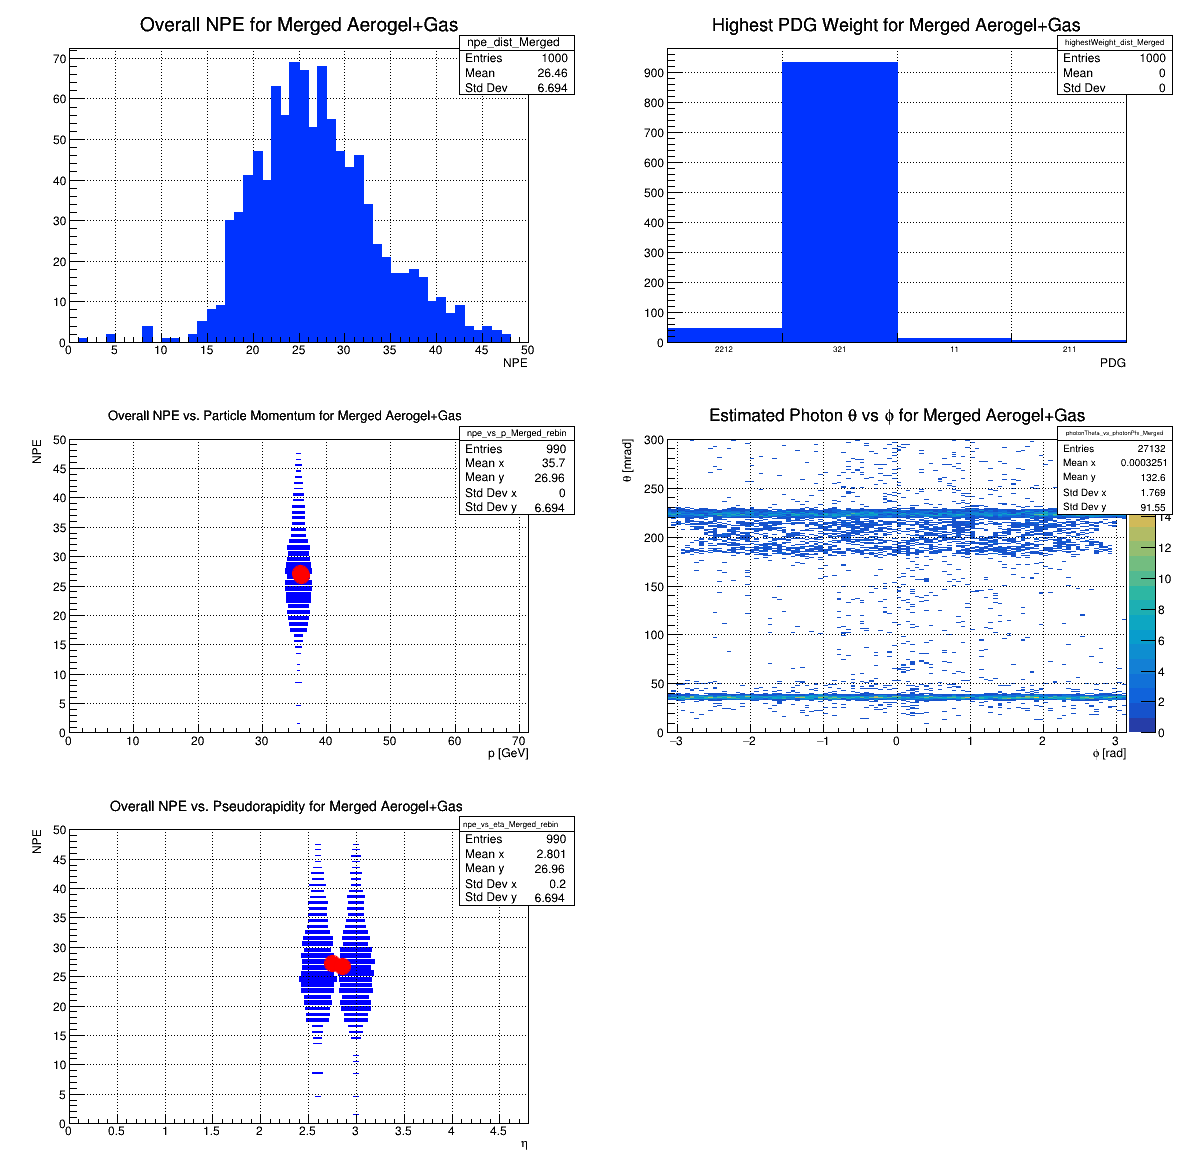 Overall NPE for Merged Aerogel+Gas
npe_dist_Merged
Entries 1000
Mean 26.46
Std Dev 6.694
70
60
50
40
30
20
10
0
0 5 10 15 20 25 30 35 40 45 50
NPE
Highest PDG Weight for Merged Aerogel+Gas
highestWeight_dist_Merged
Entries 1000
Mean 0
Std Dev 0
900
800
700
600
500
400
300
200
100
0
2212 321 11 211
PDG
Overall NPE vs. Particle Momentum for Merged Aerogel+Gas
NPE
npe_vs_p_Merged_rebin
Entries 990
Mean x 35.7
Mean y 26.96
Std Dev x 0
Std Dev y 6.694
50
45
40
35
30
25
20
15
10
5
0
0 10 20 30 40 50 60 70
p [GeV]
Estimated Photon θ vs ϕ for Merged Aerogel+Gas
θ [mrad]
photonTheta_vs_photonPhi_Merged
Entries 27132
Mean x 0.0003251
Mean y 132.6
Std Dev x 1.769
Std Dev y 91.55
300
250
200
150
100
50
0
−3 −2 −1 0 1 2 3
ϕ [rad]
14
12
10
8
6
4
2
0
Overall NPE vs. Pseudorapidity for Merged Aerogel+Gas
NPE
npe_vs_eta_Merged_rebin
Entries 990
Mean x 2.801
Mean y 26.96
Std Dev x 0.2
Std Dev y 6.694
50
45
40
35
30
25
20
15
10
5
0
0 0.5 1 1.5 2 2.5 3 3.5 4 4.5
η